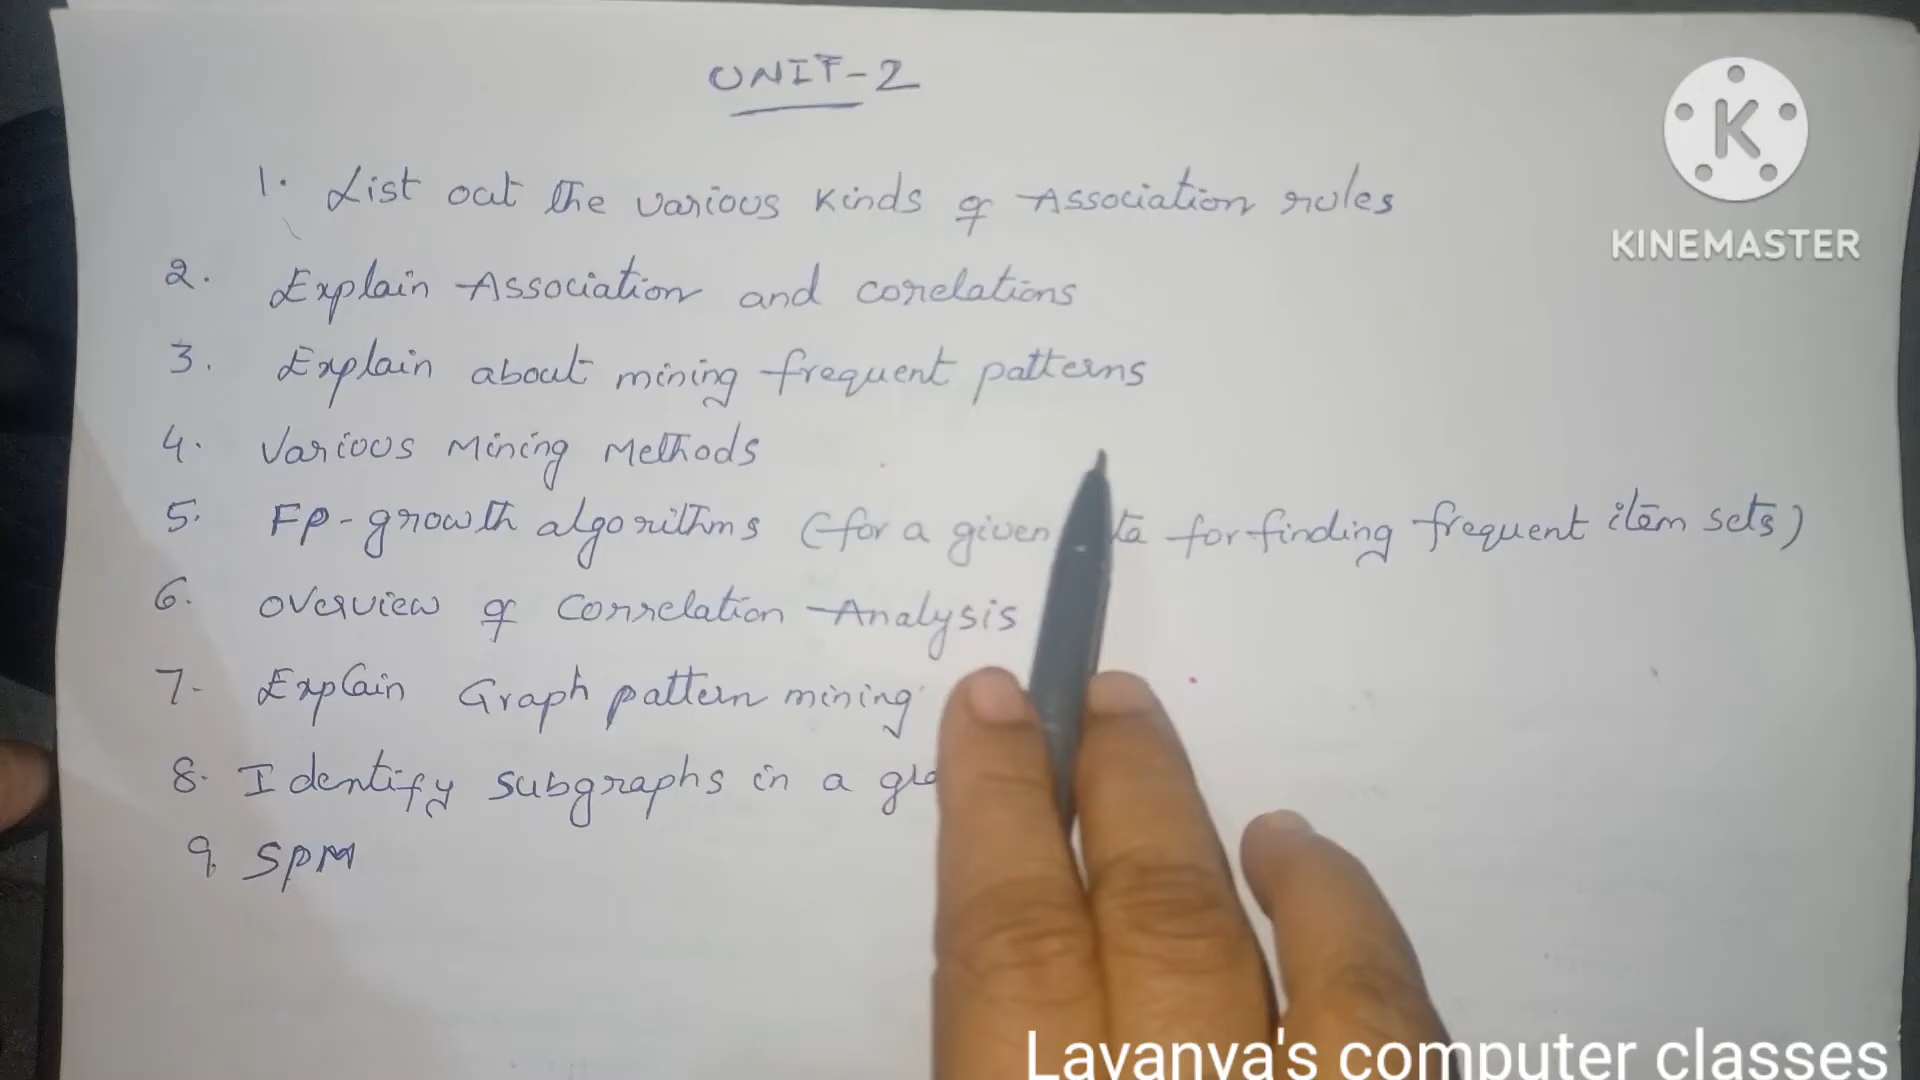 UNIT-2
1. List out the various kinds of Association rules
2. Explain Association and corelations
3. Explain about mining frequent patterns
4. Various Mining Methods
5. FP-growth algorithms (for a given for finding frequent item sets)
6. overview of Correlation Analysis
7- Explain Graph pattern mining
8. Identify subgraphs in a
9. SPM
K
KINEMASTER
Lavanya's computer classes